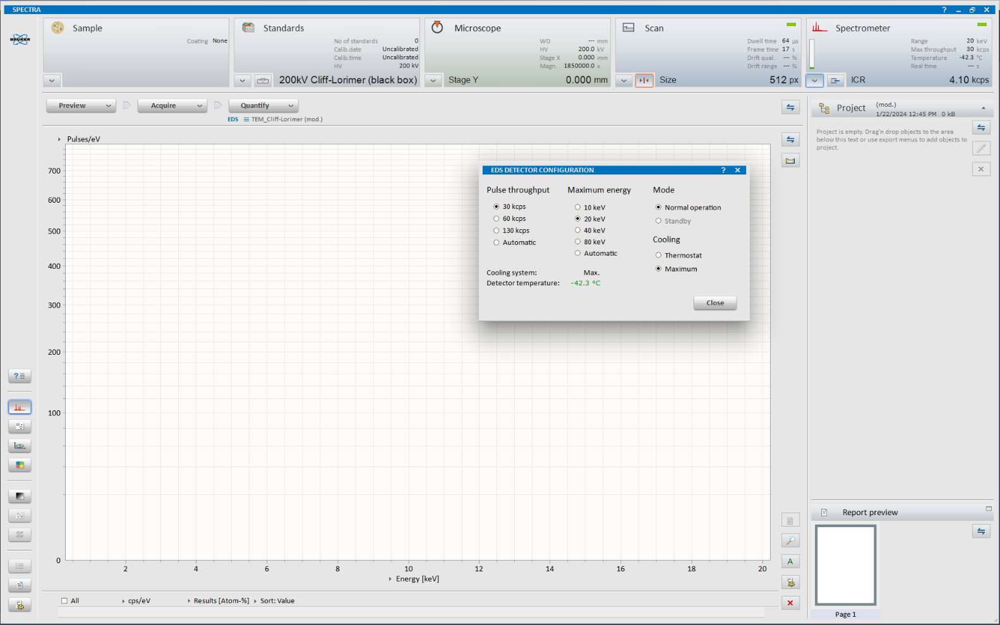 SPECTRA
?
BRUKER
Sample
Coating None
Standards
No of standards 0
Calib.date Uncalibrated
Calib.time Uncalibrated
HV 200 kV
200kV Cliff-Lorimer (black box)
Microscope
WD --- mm
HV 200.0 kV
Stage X 0.000 mm
Magn. 1850000.0 x
Stage Y 0.000 mm
Scan
Dwell time 64 µs
Frame time 17 s
Drift qual. --- %
Drift range --- %
Size 512 px
Spectrometer
Range 20 keV
Max.throughput 30 kcps
Temperature -42.3 °C
Real time --- s
ICR 4.10 kcps
Preview
Acquire
Quantify
EDS TEM_Cliff-Lorimer (mod.)
Project
(mod.)
1/22/2024 12:45 PM 0 kB
Project is empty. Drag'n drop objects to the area
below this text or use export menus to add objects to
project.
Pulses/eV
700
600
500
400
300
200
100
0
2 4 6 8 10 12 14 16 18 20
Energy [keV]
EDS DETECTOR CONFIGURATION
?
Pulse throughput
30 kcps
60 kcps
130 kcps
Automatic
Maximum energy
10 keV
20 keV
40 keV
80 keV
Automatic
Mode
Normal operation
Standby
Cooling
Thermostat
Maximum
Cooling system: Max.
Detector temperature: -42.3 °C
Close
?
A
All
cps/eV
Results [Atom-%]
Sort: Value
Report preview
Page 1